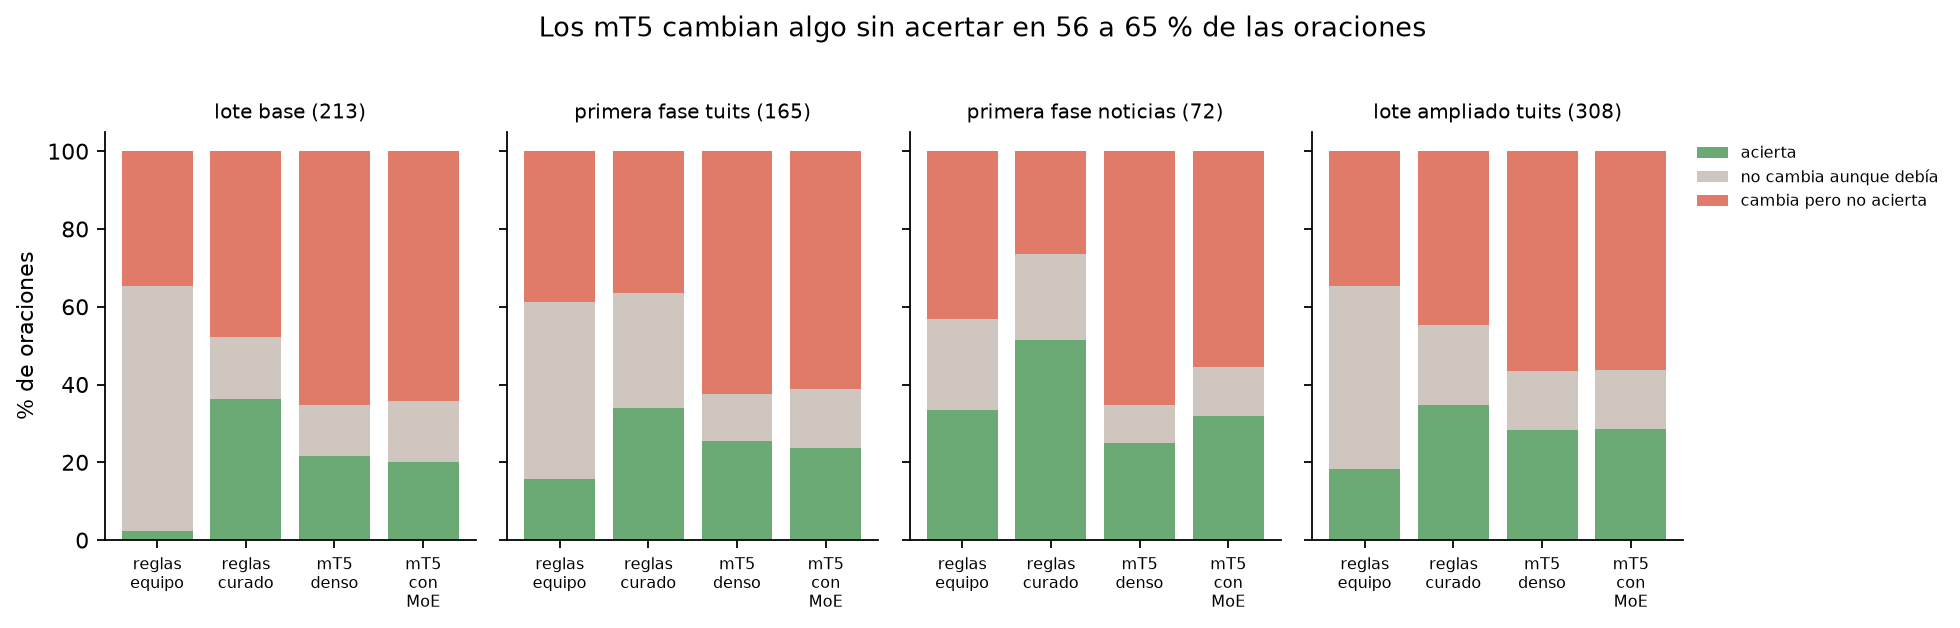 Los mT5 cambian algo sin acertar en 56 a 65 % de las oraciones
lote base (213)
primera fase tuits (165)
primera fase noticias (72)
lote ampliado tuits (308)
acierta
no cambia aunque debía
cambia pero no acierta
% de oraciones
100
80
60
40
20
0
reglas
equipo
reglas
curado
mT5
denso
mT5
con
MoE
reglas
equipo
reglas
curado
mT5
denso
mT5
con
MoE
reglas
equipo
reglas
curado
mT5
denso
mT5
con
MoE
reglas
equipo
reglas
curado
mT5
denso
mT5
con
MoE